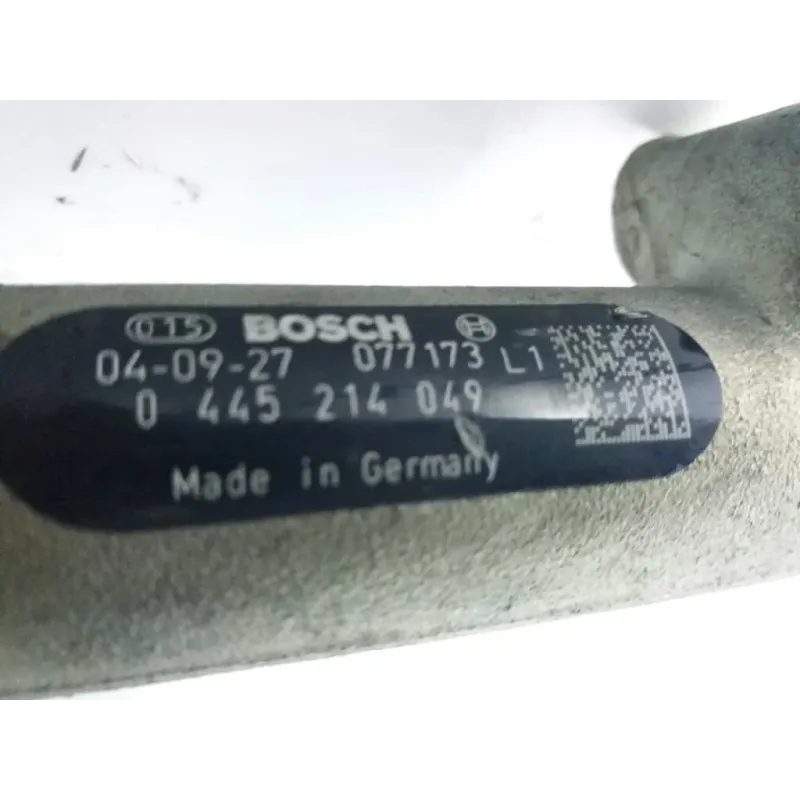 015 BOSCH
04-09-27 077173 L1
0 445 214 049
Made in Germany